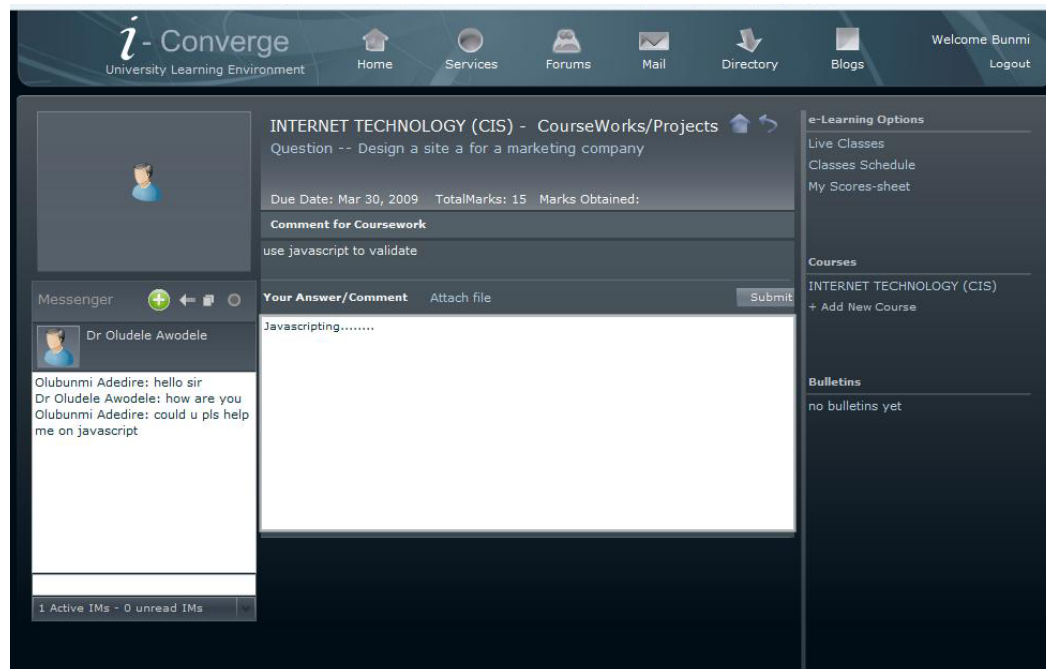 i - Converge
University Learning Environment
Home
Services
Forums
Mail
Directory
Blogs
Welcome Bunmi
Logout
INTERNET TECHNOLOGY (CIS) - CourseWorks/Projects
Question -- Design a site a for a marketing company
Due Date: Mar 30, 2009 TotalMarks: 15 Marks Obtained:
Comment for Coursework
use javascript to validate
Your Answer/Comment Attach file Submit
Javascripting........
Messenger
Dr Oludele Awodele
Olubunmi Adedire: hello sir
Dr Oludele Awodele: how are you
Olubunmi Adedire: could u pls help
me on javascript
1 Active IMs - 0 unread IMs
e-Learning Options
Live Classes
Classes Schedule
My Scores-sheet
Courses
INTERNET TECHNOLOGY (CIS)
+ Add New Course
Bulletins
no bulletins yet